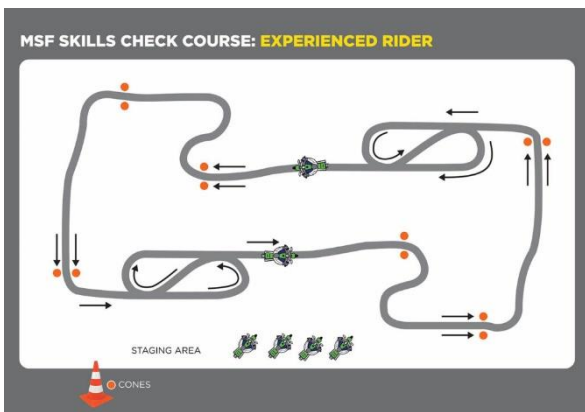 MSF SKILLS CHECK COURSE: EXPERIENCED RIDER
STAGING AREA
CONES